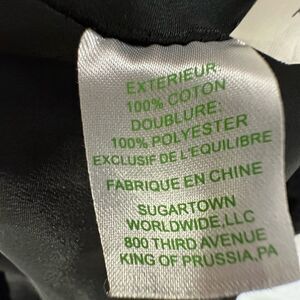 EXTERIEUR:
100% COTON
DOUBLURE:
100% POLYESTER
EXCLUSIF DE L'EQUILIBRE
FABRIQUE EN CHINE
SUGARTOWN
WORLDWIDE,LLC
800 THIRD AVENUE
KING OF PRUSSIA,PA